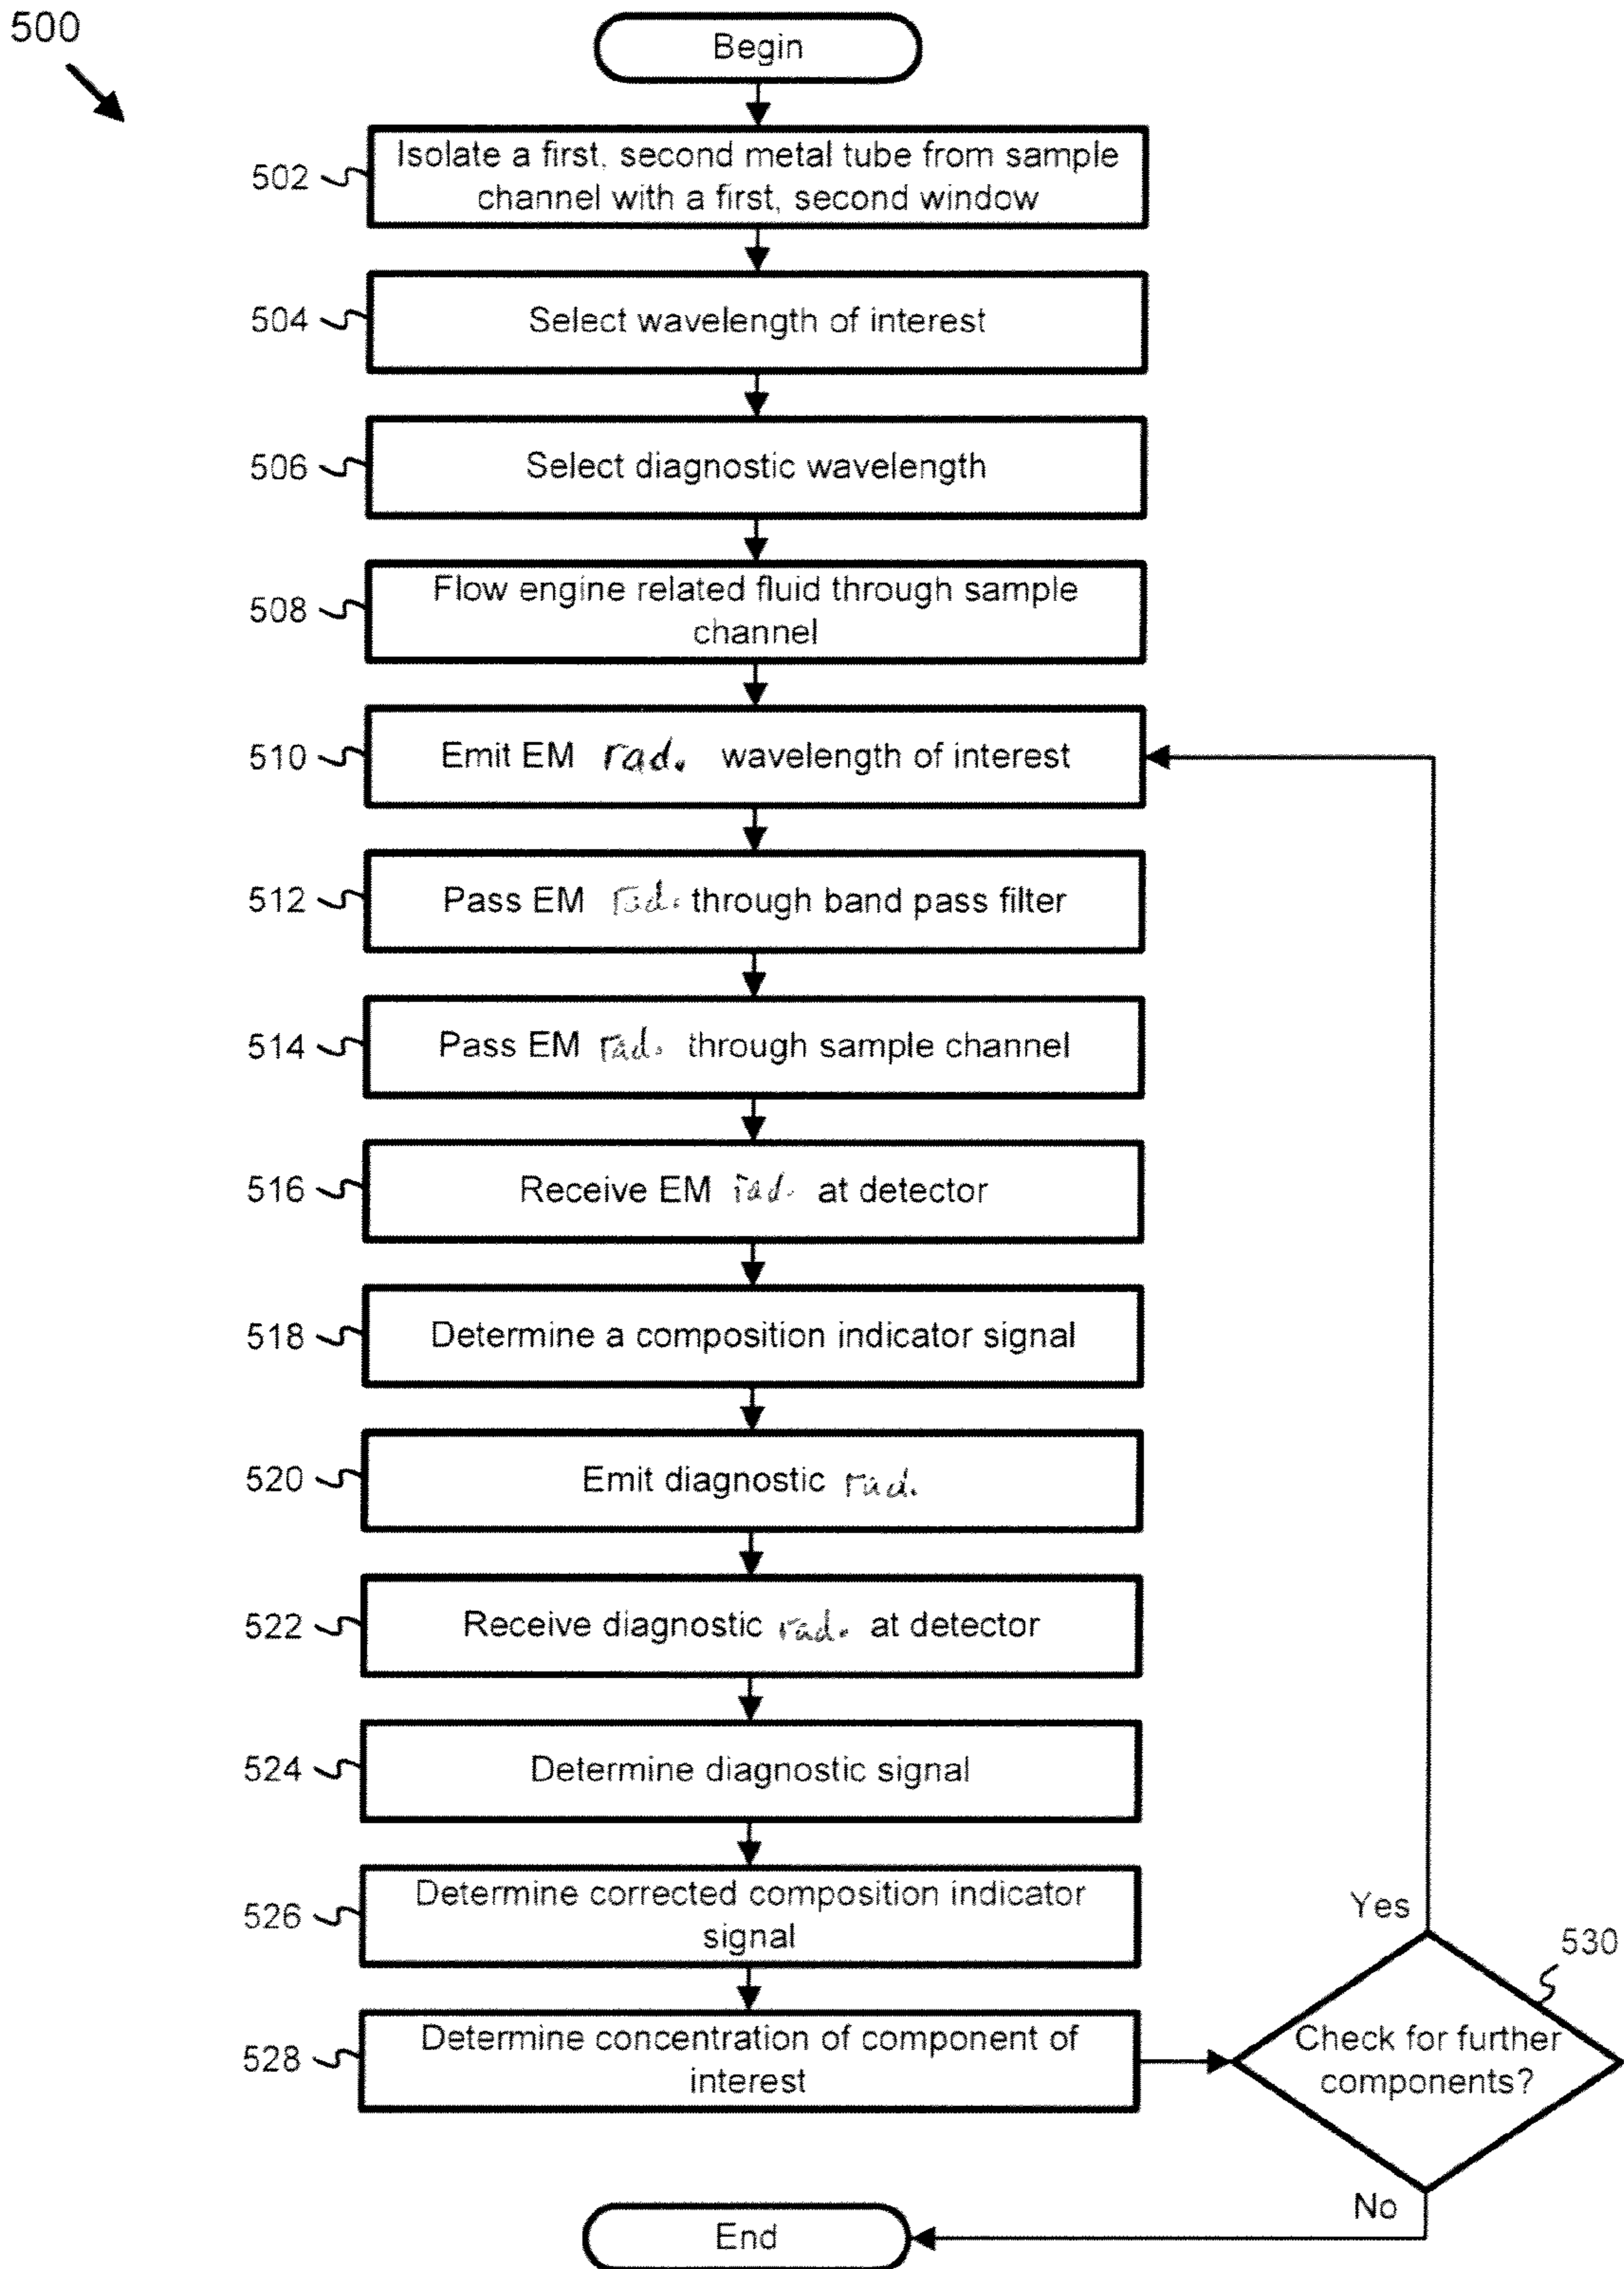 500
Begin
502
Isolate a first, second metal tube from sample
channel with a first, second window
504
Select wavelength of interest
506
Select diagnostic wavelength
508
Flow engine related fluid through sample
channel
510
Emit EM rad. wavelength of interest
512
Pass EM rad. through band pass filter
514
Pass EM rad. through sample channel
516
Receive EM rad. at detector
518
Determine a composition indicator signal
520
Emit diagnostic rad.
522
Receive diagnostic rad. at detector
524
Determine diagnostic signal
526
Determine corrected composition indicator
signal
528
Determine concentration of component of
interest
Yes
530
Check for further
components?
No
End